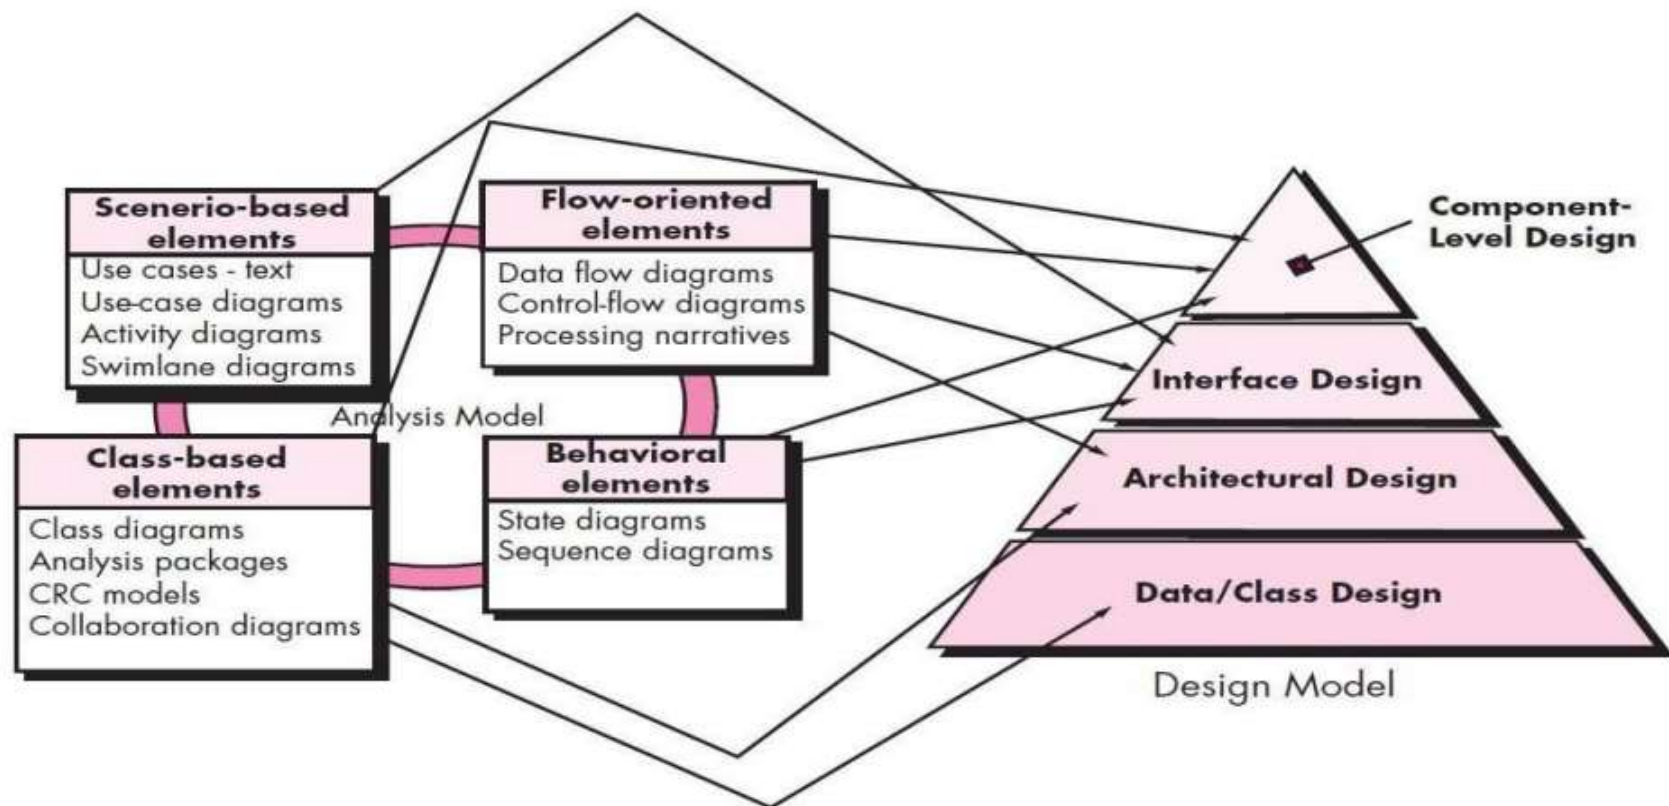 Scenerio-based
elements
Use cases - text
Use-case diagrams
Activity diagrams
Swimlane diagrams
Flow-oriented
elements
Data flow diagrams
Control-flow diagrams
Processing narratives
Analysis Model
Class-based
elements
Class diagrams
Analysis packages
CRC models
Collaboration diagrams
Behavioral
elements
State diagrams
Sequence diagrams
Component-
Level Design
Interface Design
Architectural Design
Data/Class Design
Design Model